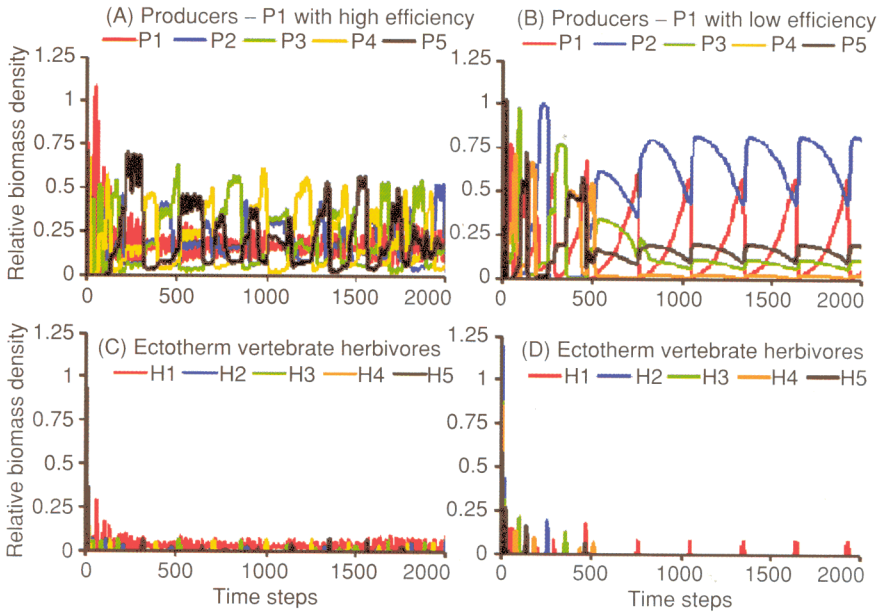 (A) Producers – P1 with high efficiency
P1 P2 P3 P4 P5
Relative biomass density
1.25
1
0.75
0.5
0.25
0
0 500 1000 1500 2000
(B) Producers – P1 with low efficiency
P1 P2 P3 P4 P5
1.25
1
0.75
0.5
0.25
0
0 500 1000 1500 2000
(C) Ectotherm vertebrate herbivores
H1 H2 H3 H4 H5
Relative biomass density
1.25
1
0.75
0.5
0.25
0
0 500 1000 1500 2000
Time steps
(D) Ectotherm vertebrate herbivores
H1 H2 H3 H4 H5
1.25
1
0.75
0.5
0.25
0
0 500 1000 1500 2000
Time steps